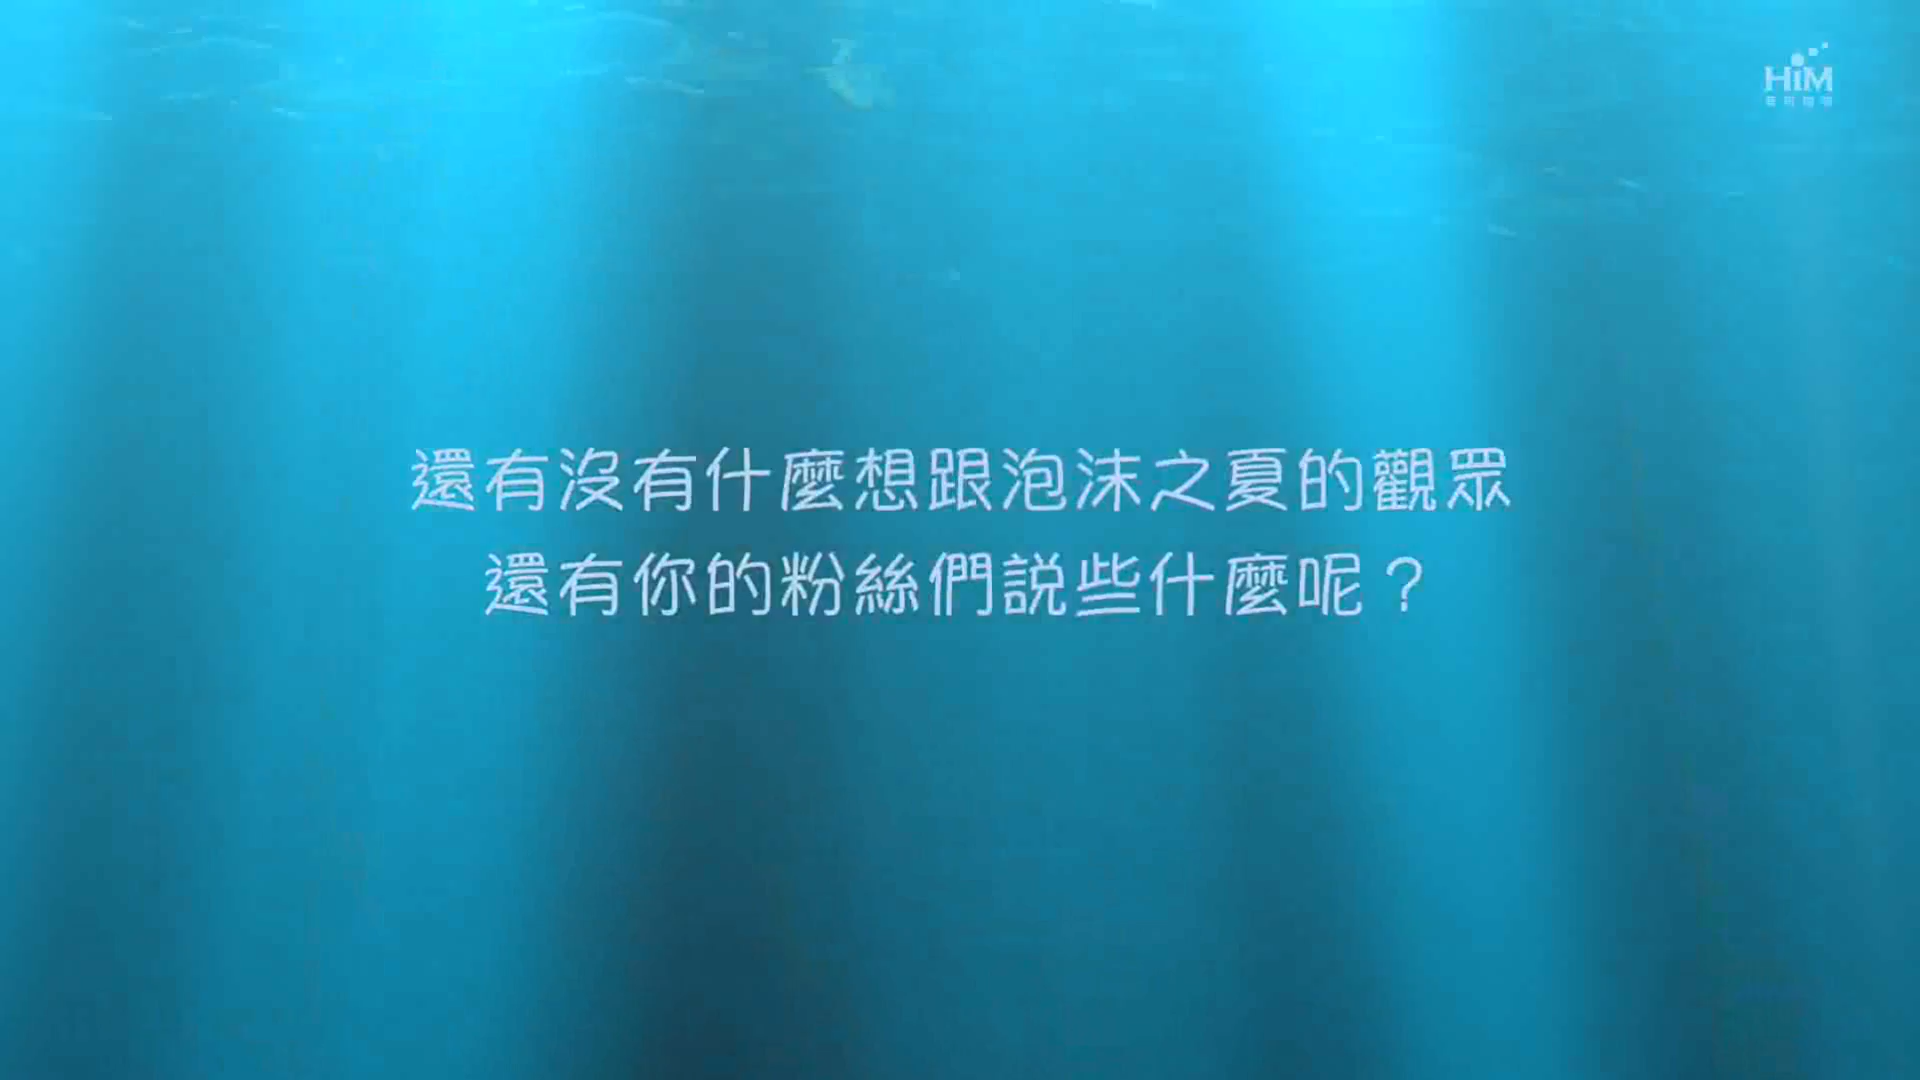 HiM
還有沒有什麼想跟泡沫之夏的觀眾
還有你的粉絲們説些什麼呢？